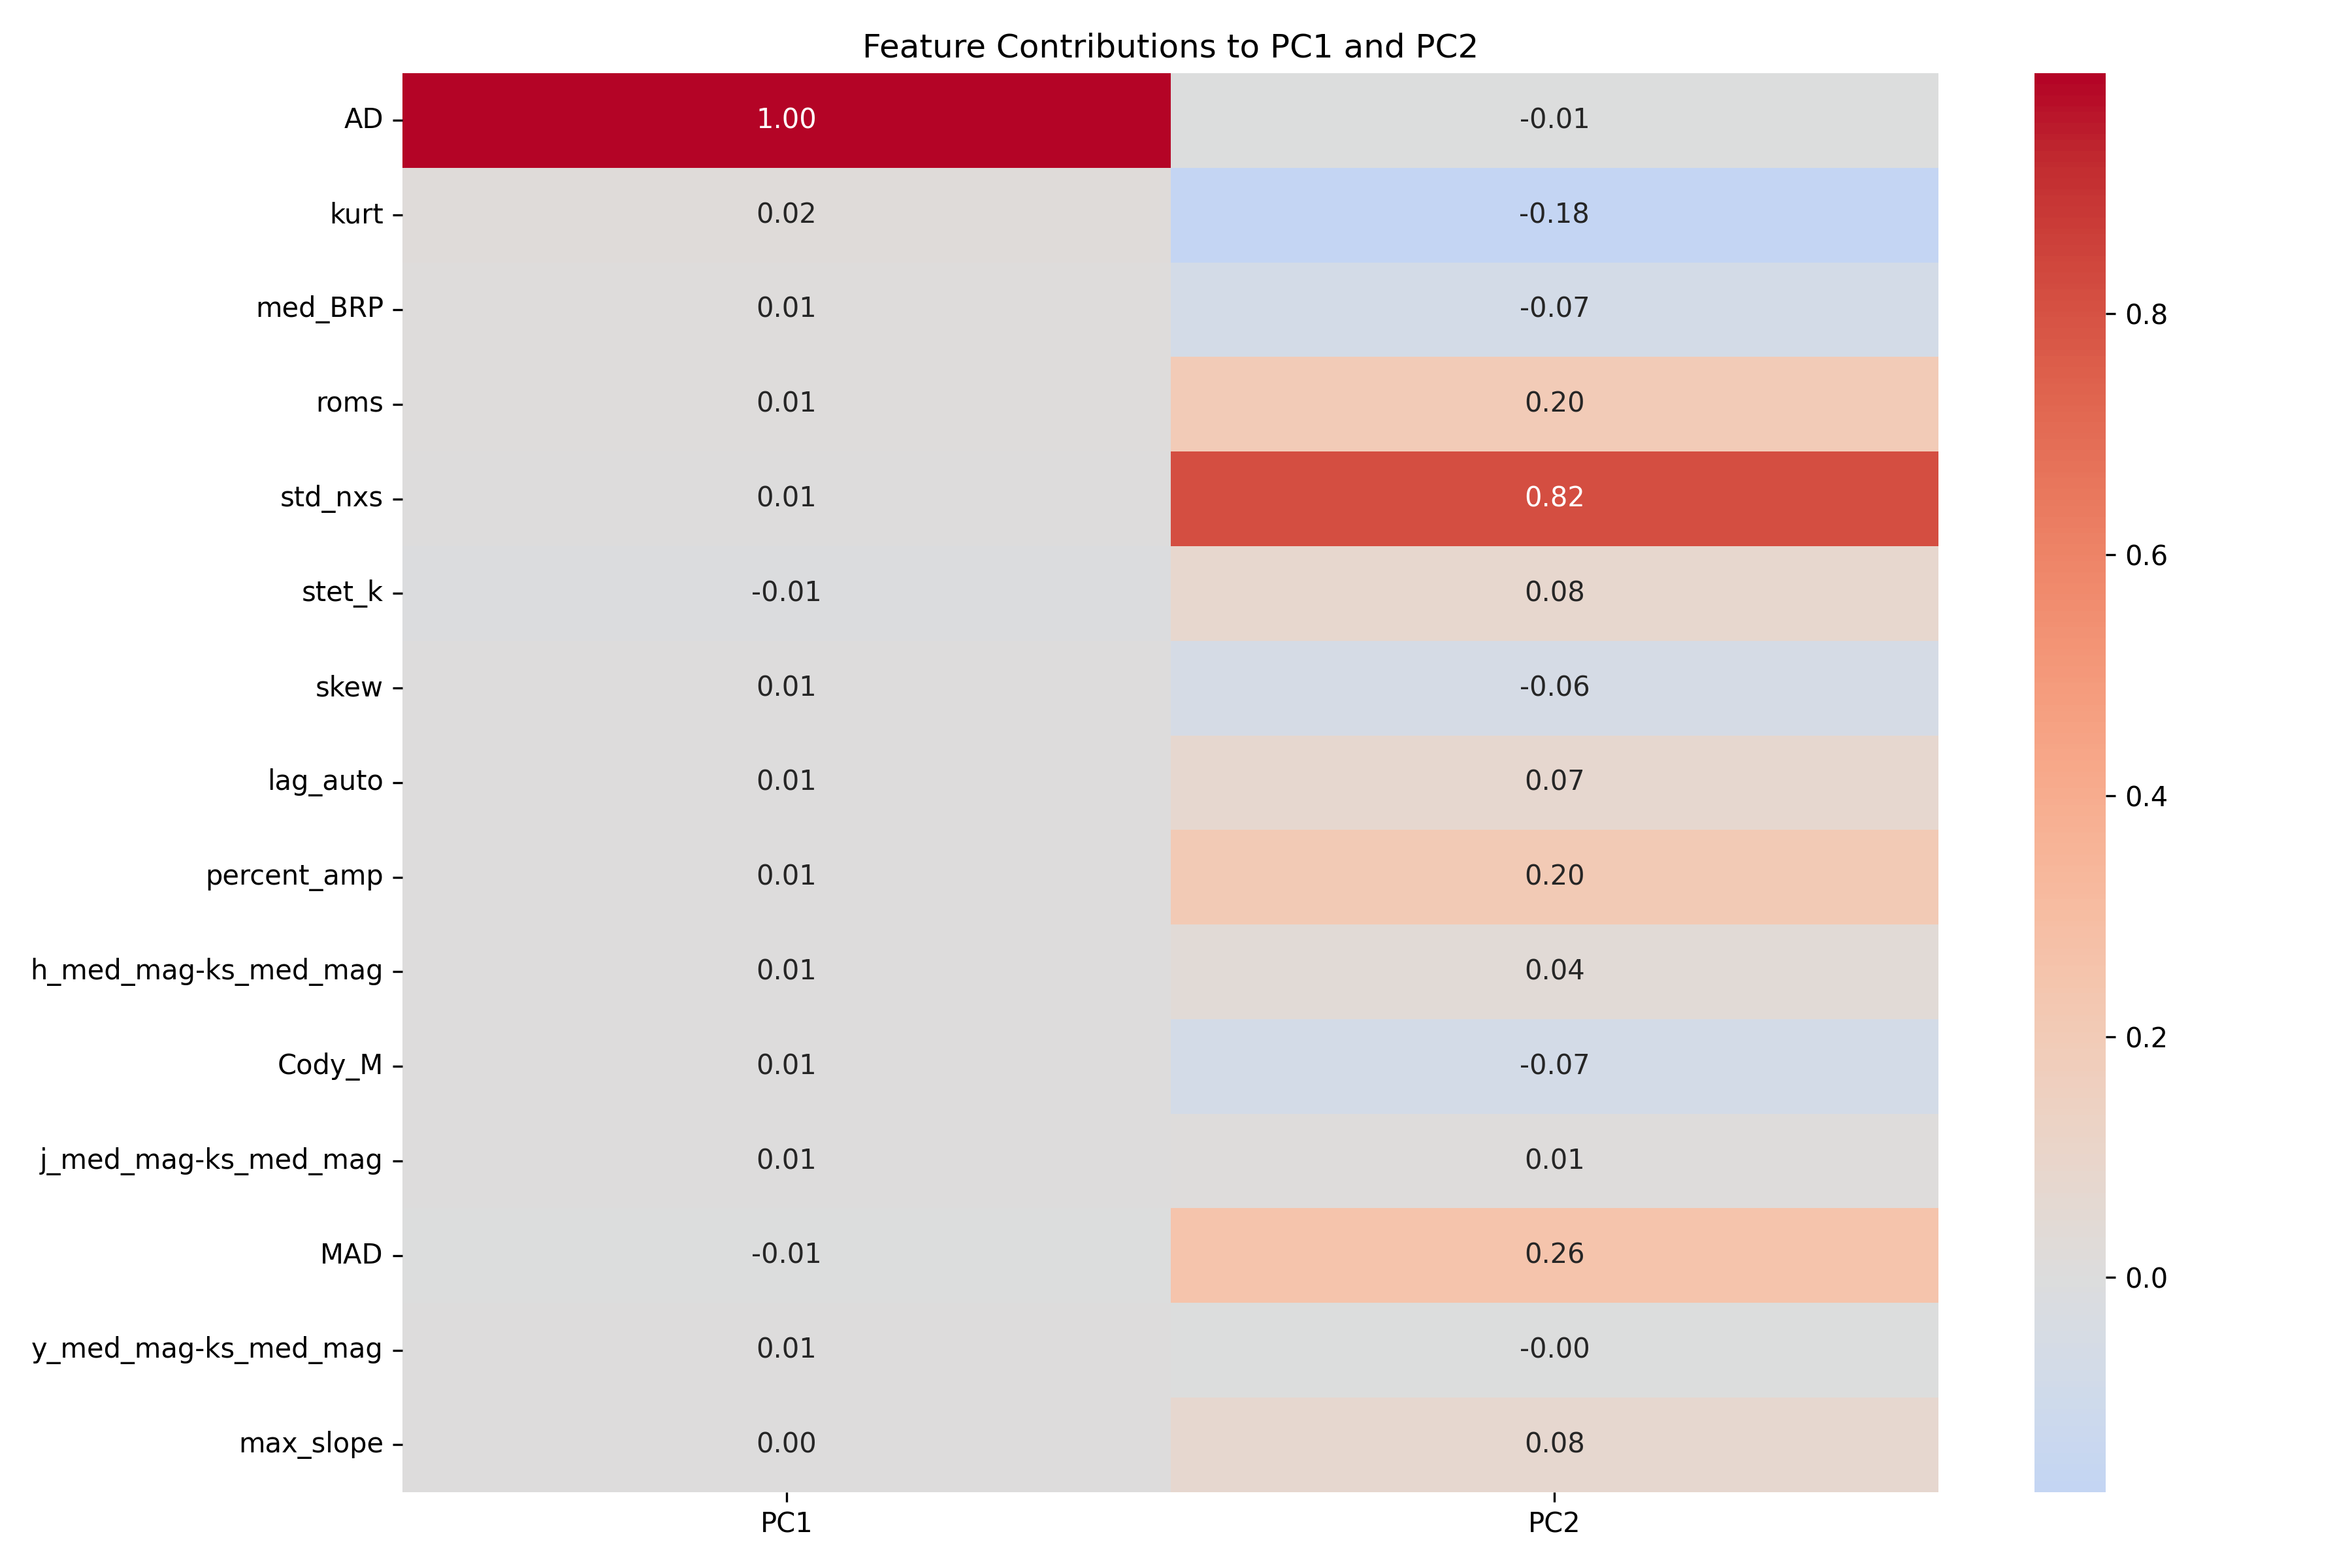 Feature Contributions to PC1 and PC2
AD 1.00 -0.01
kurt 0.02 -0.18
med_BRP 0.01 -0.07
roms 0.01 0.20
std_nxs 0.01 0.82
stet_k -0.01 0.08
skew 0.01 -0.06
lag_auto 0.01 0.07
percent_amp 0.01 0.20
h_med_mag-ks_med_mag 0.01 0.04
Cody_M 0.01 -0.07
j_med_mag-ks_med_mag 0.01 0.01
MAD -0.01 0.26
y_med_mag-ks_med_mag 0.01 -0.00
max_slope 0.00 0.08
PC1 PC2
0.8
0.6
0.4
0.2
0.0